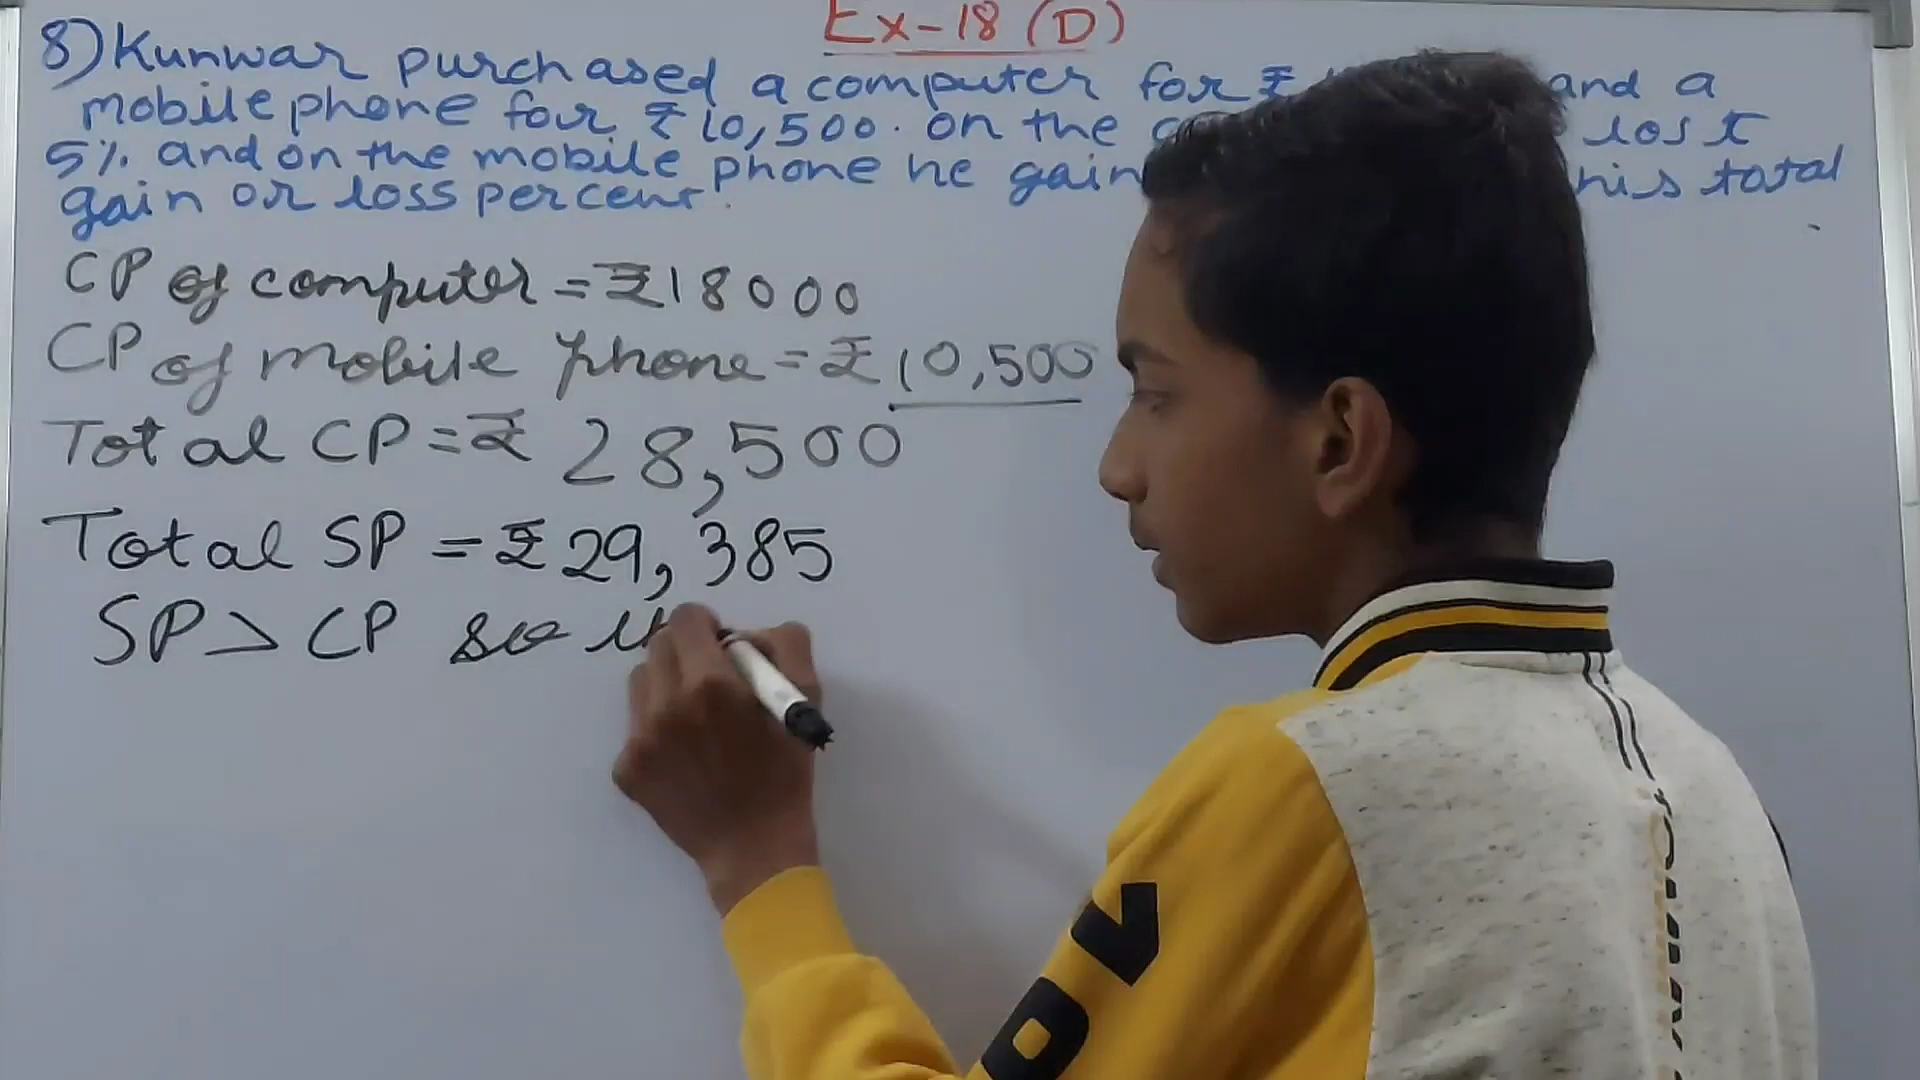 Ex-18 (D)
8) Kunwar purchased a computer for ₹ and a
mobile phone for ₹10,500. on the lost
5% and on the mobile phone he gain his total
gain or loss percent.
CP of computer = ₹18000
CP of mobile phone = ₹10,500
Total CP = ₹ 28,500
Total SP = ₹29,385
SP > CP so